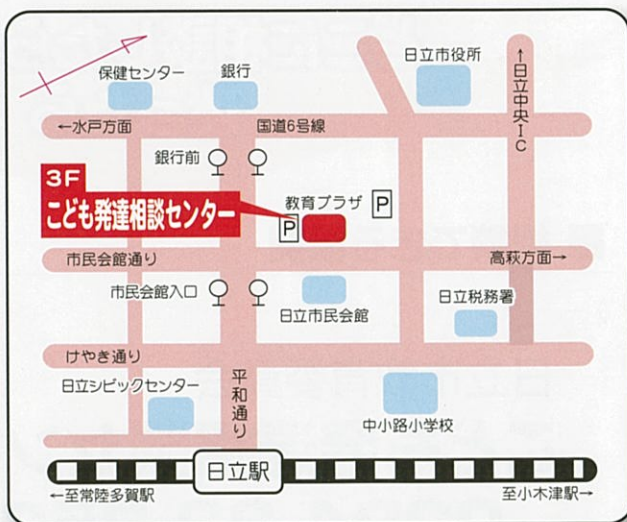 保健センター
銀行
日立市役所
↑日立中央IC
←水戸方面
国道6号線
銀行前
3F
こども発達相談センター
教育プラザ
P
P
市民会館通り
高萩方面→
市民会館入口
日立市民会館
日立税務署
けやき通り
日立シビックセンター
平和通り
中小路小学校
日立駅
←至常陸多賀駅
至小木津駅→